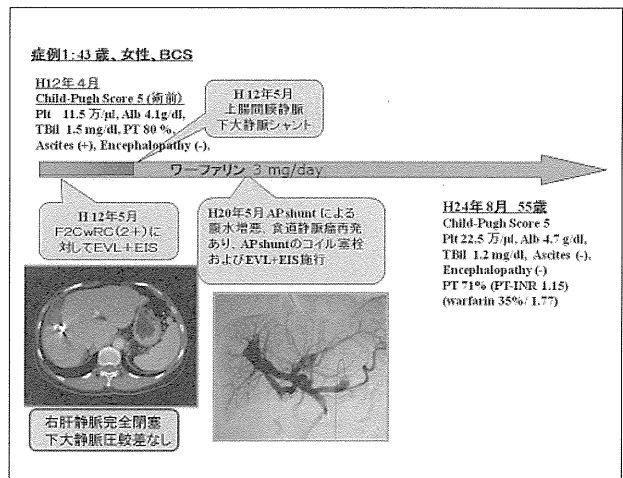 症例1:43歳、女性、BCS
H12年4月
Child-Pugh Score 5 (術前)
Plt 11.5万/μl, Alb 4.1g/dl,
TBil 1.5 mg/dl, PT 80 %,
Ascites (+), Encephalopathy (-),
H12年5月
上腸間膜静脈
下大静脈シャント
ワーファリン 3 mg/day
H12年5月
F2CwRC(2+)に
対してEVL+EIS
H20年5月 AP shunt による
腹水増悪、食道静脈瘤再発
あり、AP shuntのコイル塞栓
およびEVL+EIS施行
H24年8月 55歳
Child-Pugh Score 5
Plt 22.5万/μl, Alb 4.7 g/dl,
TBil 1.2 mg/dl, Ascites (-),
Encephalopathy (-)
PT 71% (PT-INR 1.15)
(warfarin 35%/ 1.77)
右肝静脈完全閉塞
下大静脈圧較差なし